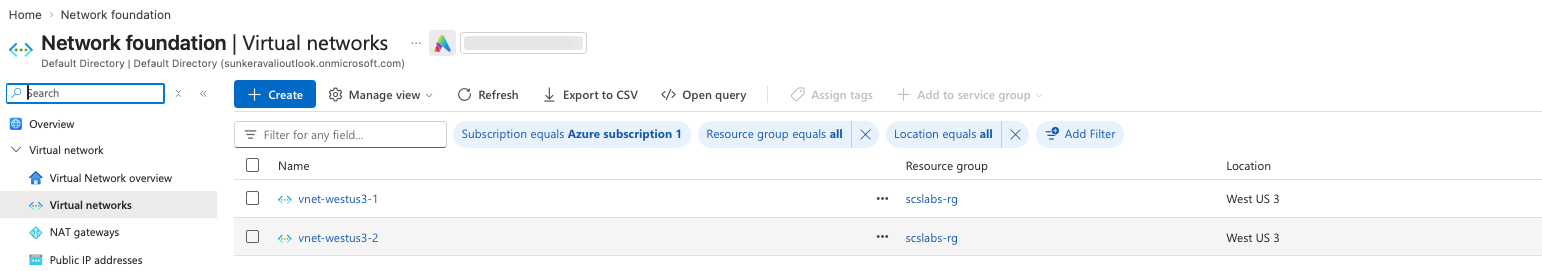 Home > Network foundation
Network foundation | Virtual networks ...
Default Directory | Default Directory (sunkeravalioutlook.onmicrosoft.com)
Search
Overview
Virtual network
Virtual Network overview
Virtual networks
NAT gateways
Public IP addresses
+ Create Manage view Refresh Export to CSV Open query Assign tags Add to service group
Filter for any field... Subscription equals Azure subscription 1 Resource group equals all Location equals all Add Filter
Name Resource group Location
vnet-westus3-1 ... scslabs-rg West US 3
vnet-westus3-2 ... scslabs-rg West US 3